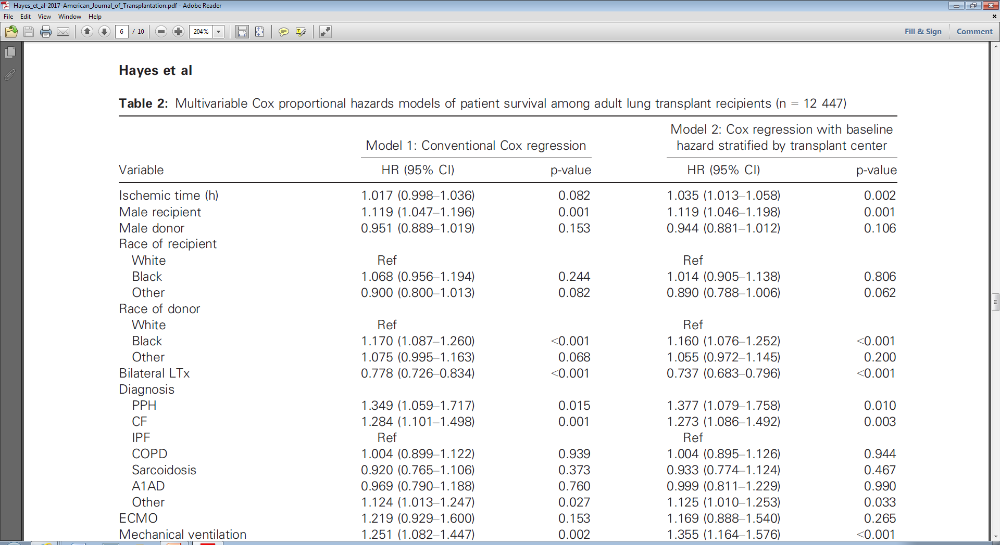 Hayes_et_al-2017-American_Journal_of_Transplantation.pdf - Adobe Reader
File Edit View Window Help
6 / 10 204% Fill & Sign Comment
Hayes et al
Table 2: Multivariable Cox proportional hazards models of patient survival among adult lung transplant recipients (n = 12 447)
Model 2: Cox regression with baseline
Model 1: Conventional Cox regression hazard stratified by transplant center
Variable HR (95% CI) p-value HR (95% CI) p-value
Ischemic time (h) 1.017 (0.998–1.036) 0.082 1.035 (1.013–1.058) 0.002
Male recipient 1.119 (1.047–1.196) 0.001 1.119 (1.046–1.198) 0.001
Male donor 0.951 (0.889–1.019) 0.153 0.944 (0.881–1.012) 0.106
Race of recipient
White Ref Ref
Black 1.068 (0.956–1.194) 0.244 1.014 (0.905–1.138) 0.806
Other 0.900 (0.800–1.013) 0.082 0.890 (0.788–1.006) 0.062
Race of donor
White Ref Ref
Black 1.170 (1.087–1.260) <0.001 1.160 (1.076–1.252) <0.001
Other 1.075 (0.995–1.163) 0.068 1.055 (0.972–1.145) 0.200
Bilateral LTx 0.778 (0.726–0.834) <0.001 0.737 (0.683–0.796) <0.001
Diagnosis
PPH 1.349 (1.059–1.717) 0.015 1.377 (1.079–1.758) 0.010
CF 1.284 (1.101–1.498) 0.001 1.273 (1.086–1.492) 0.003
IPF Ref Ref
COPD 1.004 (0.899–1.122) 0.939 1.004 (0.895–1.126) 0.944
Sarcoidosis 0.920 (0.765–1.106) 0.373 0.933 (0.774–1.124) 0.467
A1AD 0.969 (0.790–1.188) 0.760 0.999 (0.811–1.229) 0.990
Other 1.124 (1.013–1.247) 0.027 1.125 (1.010–1.253) 0.033
ECMO 1.219 (0.929–1.600) 0.153 1.169 (0.888–1.540) 0.265
Mechanical ventilation 1.251 (1.082–1.447) 0.002 1.355 (1.164–1.576) <0.001